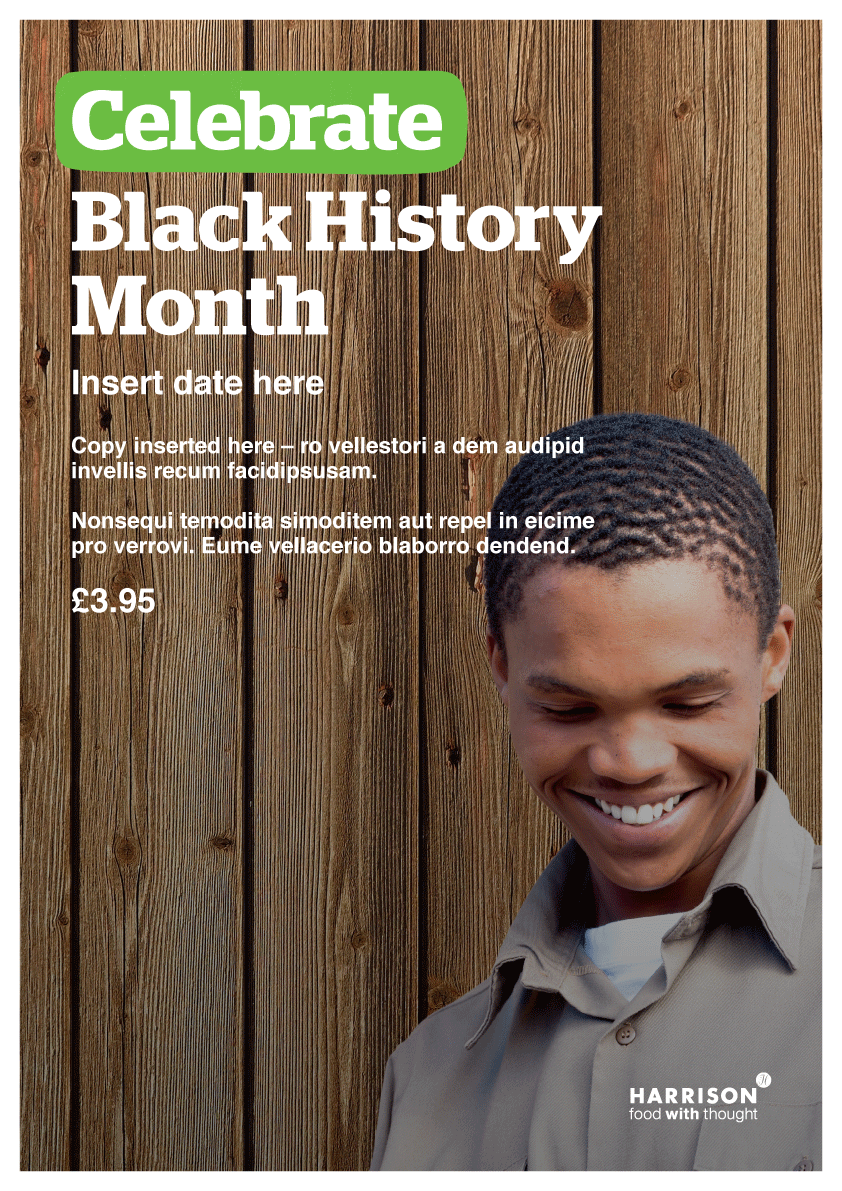 Celebrate
Black History
Month
Insert date here
Copy inserted here – ro vellestori a dem audipid
invellis recum facidipsusam.
Nonsequi temodita simoditem aut repel in eicime
pro verrovi. Eume vellacerio blaborro dendend.
£3.95
H
HARRISON
food with thought